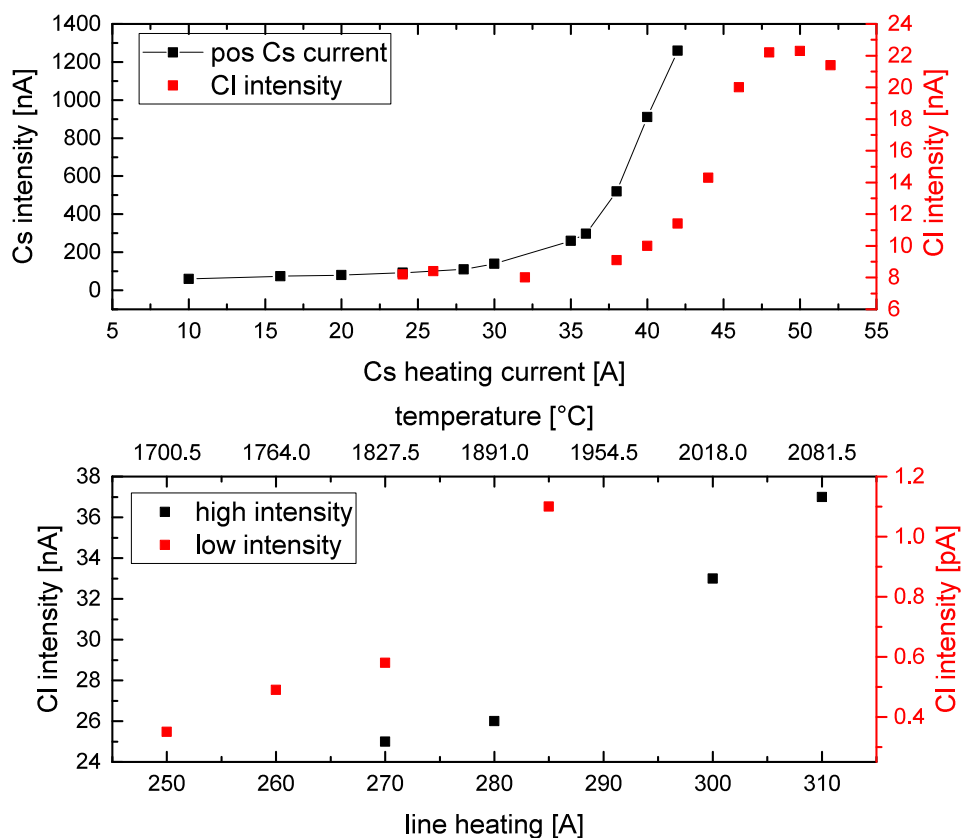 1400
1200
1000
800
600
400
200
0
Cs intensity [nA]
pos Cs current
Cl intensity
24
22
20
18
16
14
12
10
8
6
Cl intensity [nA]
5 10 15 20 25 30 35 40 45 50 55
Cs heating current [A]
temperature [°C]
1700.5 1764.0 1827.5 1891.0 1954.5 2018.0 2081.5
38
36
34
32
30
28
26
24
Cl intensity [nA]
high intensity
low intensity
1.2
1.0
0.8
0.6
0.4
Cl intensity [pA]
250 260 270 280 290 300 310
line heating [A]